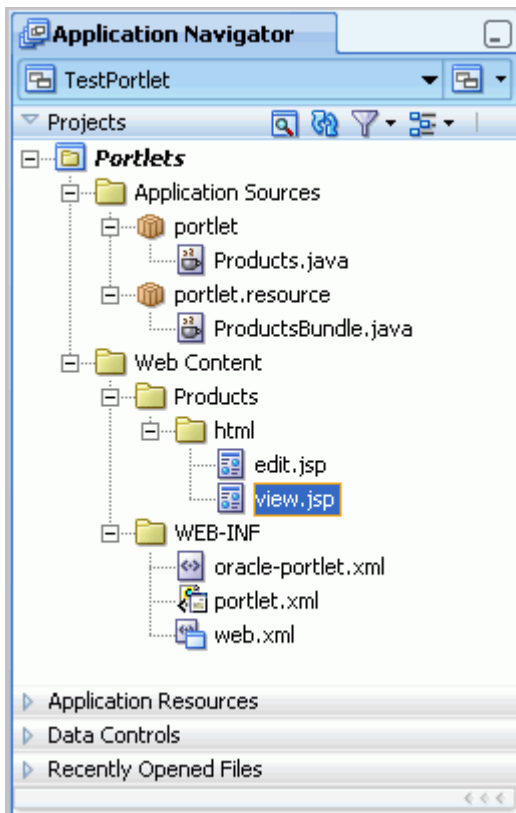 Application Navigator
TestPortlet
Projects
Portlets
Application Sources
portlet
Products.java
portlet.resource
ProductsBundle.java
Web Content
Products
html
edit.jsp
view.jsp
WEB-INF
oracle-portlet.xml
portlet.xml
web.xml
Application Resources
Data Controls
Recently Opened Files